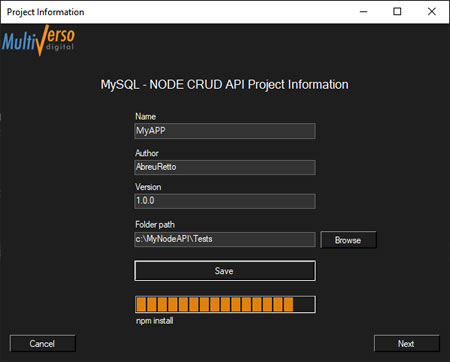 Project Information
MultiVerso
digital
MySQL - NODE CRUD API Project Information
Name
MyAPP
Author
AbreuRetto
Version
1.0.0
Folder path
c:\MyNodeAPI\Tests
Browse
Save
npm install
Cancel
Next